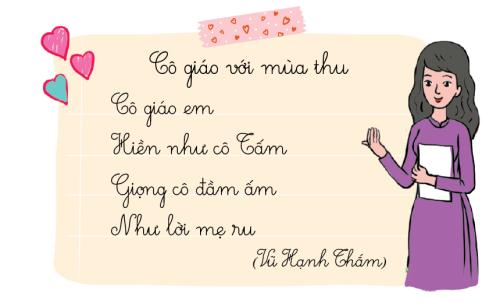 Cô giáo với mùa thu
Cô giáo em
Hiền như cô Tấm
Giọng cô đầm ấm
Như lời mẹ ru
(Vũ Hạnh Thắm)